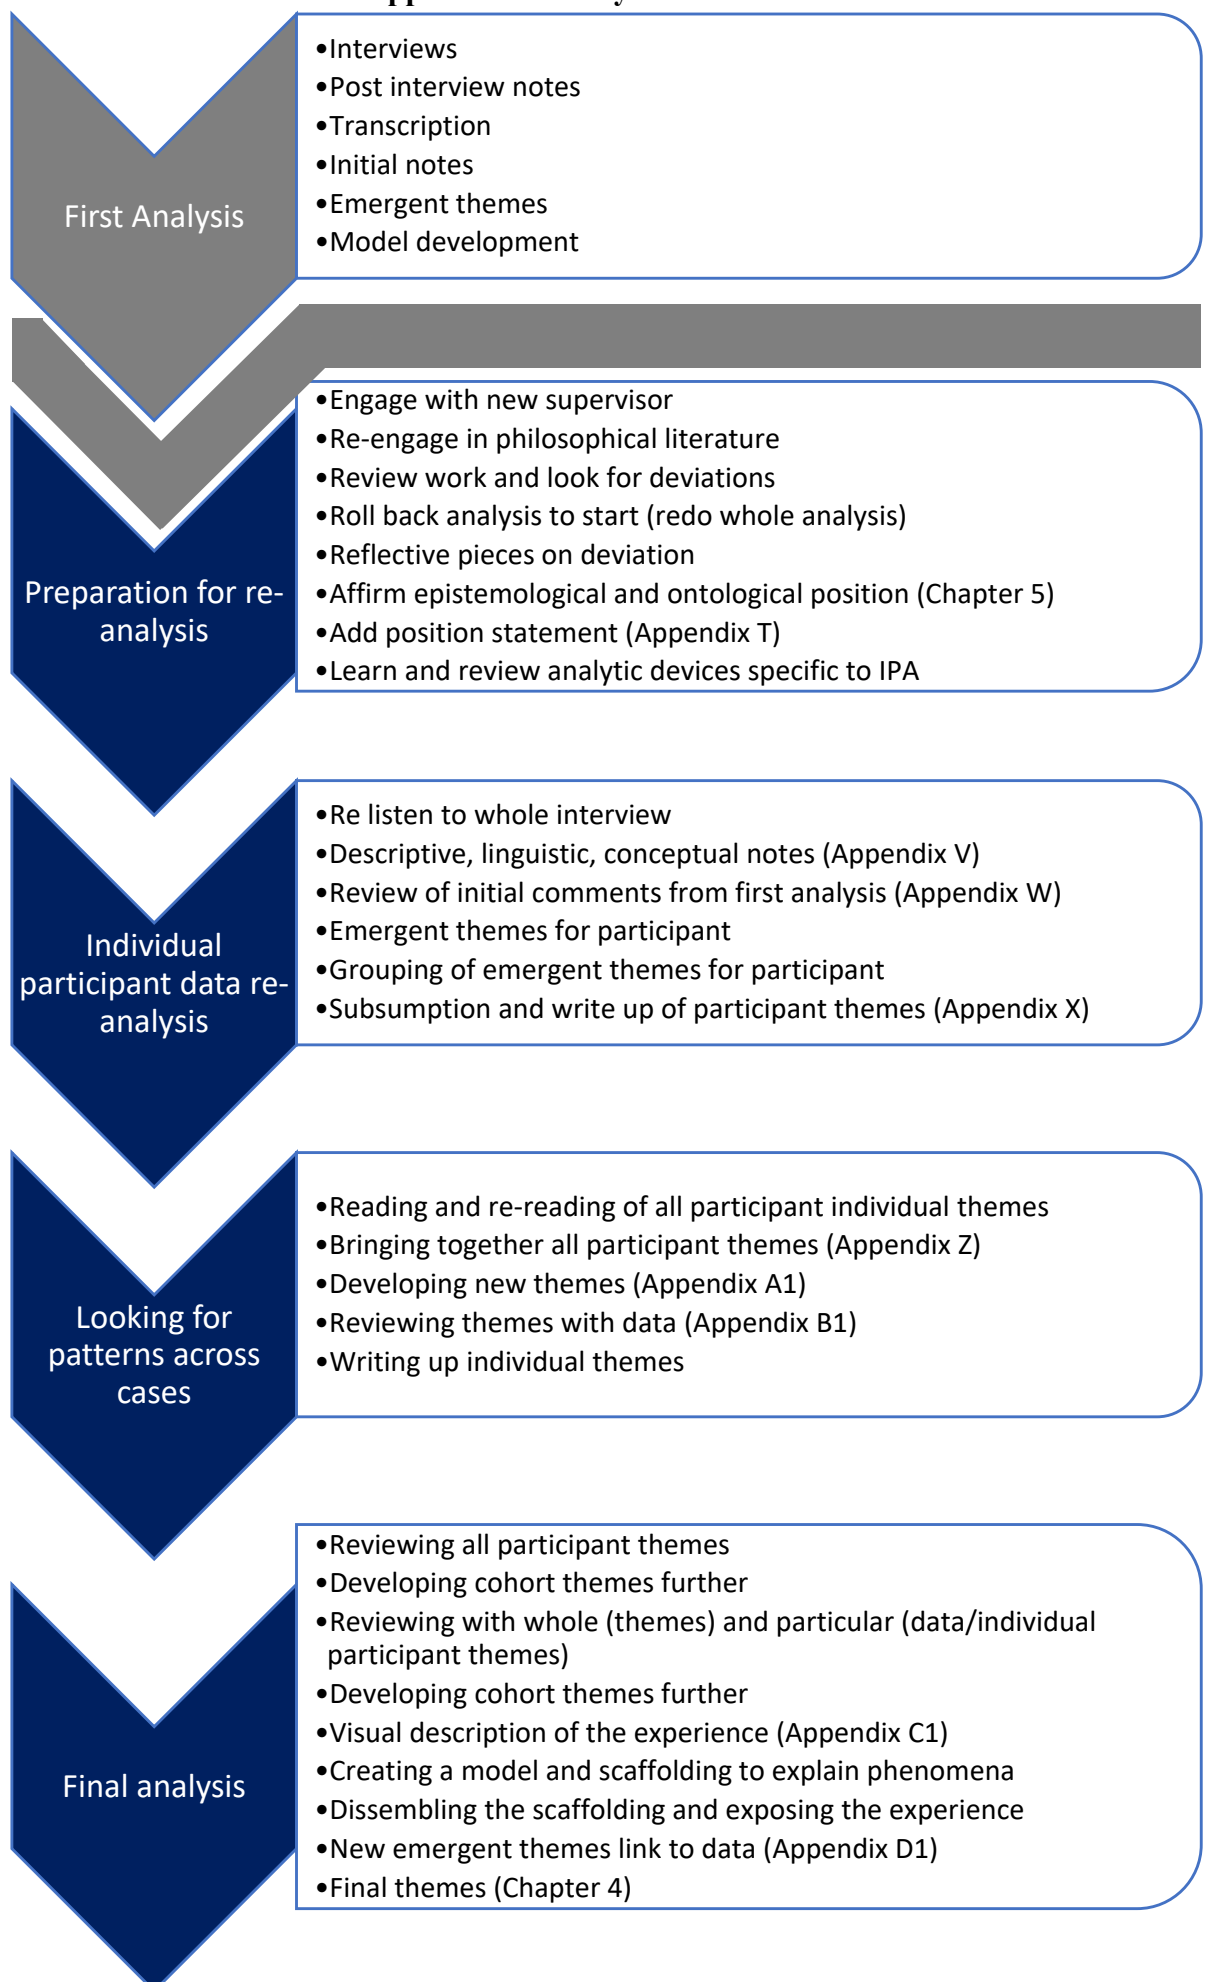 First Analysis
•Interviews
•Post interview notes
•Transcription
•Initial notes
•Emergent themes
•Model development
Preparation for re-
analysis
•Engage with new supervisor
•Re-engage in philosophical literature
•Review work and look for deviations
•Roll back analysis to start (redo whole analysis)
•Reflective pieces on deviation
•Affirm epistemological and ontological position (Chapter 5)
•Add position statement (Appendix T)
•Learn and review analytic devices specific to IPA
Individual
participant data re-
analysis
•Re listen to whole interview
•Descriptive, linguistic, conceptual notes (Appendix V)
•Review of initial comments from first analysis (Appendix W)
•Emergent themes for participant
•Grouping of emergent themes for participant
•Subsumption and write up of participant themes (Appendix X)
Looking for
patterns across
cases
•Reading and re-reading of all participant individual themes
•Bringing together all participant themes (Appendix Z)
•Developing new themes (Appendix A1)
•Reviewing themes with data (Appendix B1)
•Writing up individual themes
Final analysis
•Reviewing all participant themes
•Developing cohort themes further
•Reviewing with whole (themes) and particular (data/individual
participant themes)
•Developing cohort themes further
•Visual description of the experience (Appendix C1)
•Creating a model and scaffolding to explain phenomena
•Dissembling the scaffolding and exposing the experience
•New emergent themes link to data (Appendix D1)
•Final themes (Chapter 4)